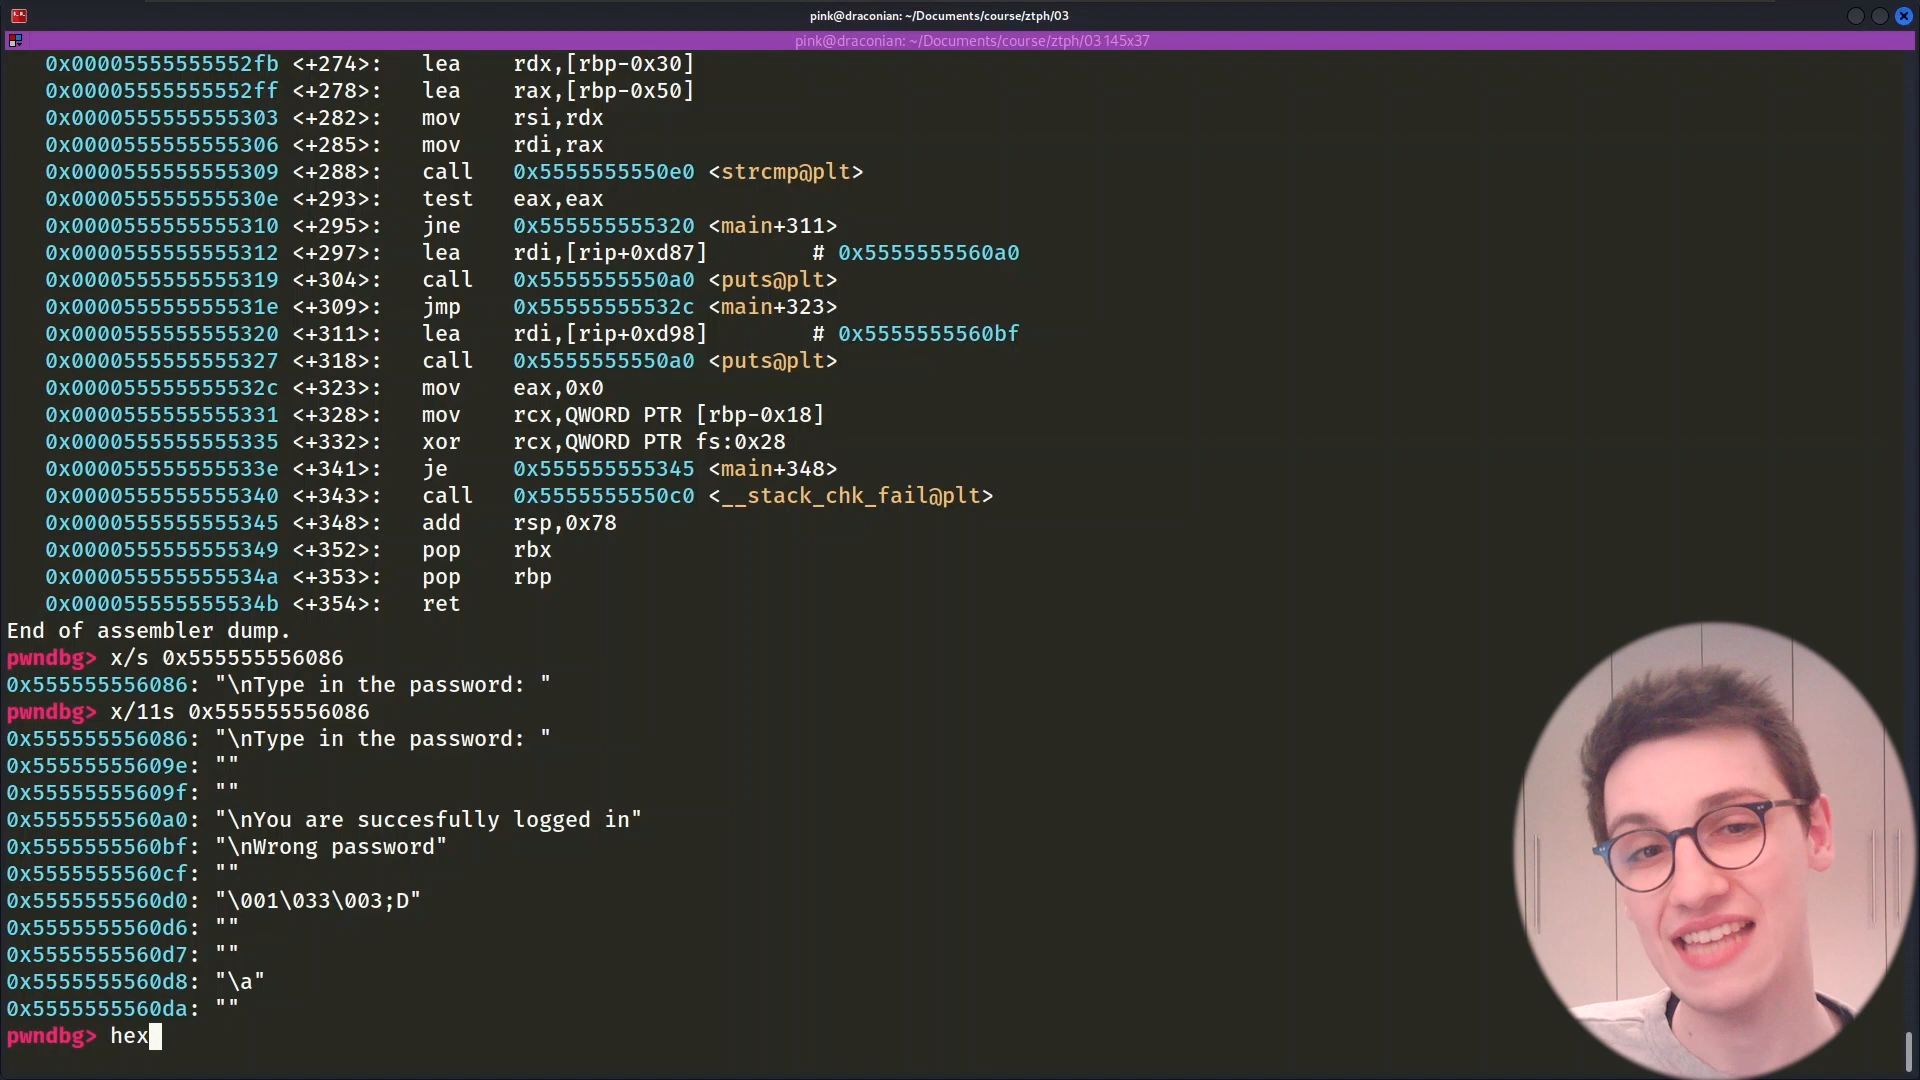 pink@draconian: ~/Documents/course/ztph/03
pink@draconian: ~/Documents/course/ztph/03 145x37
0x00005555555552fb <+274>: lea rdx,[rbp-0x30]
0x00005555555552ff <+278>: lea rax,[rbp-0x50]
0x0000555555555303 <+282>: mov rsi,rdx
0x0000555555555306 <+285>: mov rdi,rax
0x0000555555555309 <+288>: call 0x5555555550e0 <strcmp@plt>
0x000055555555530e <+293>: test eax,eax
0x0000555555555310 <+295>: jne 0x555555555320 <main+311>
0x0000555555555312 <+297>: lea rdi,[rip+0xd87] # 0x5555555560a0
0x0000555555555319 <+304>: call 0x5555555550a0 <puts@plt>
0x000055555555531e <+309>: jmp 0x55555555532c <main+323>
0x0000555555555320 <+311>: lea rdi,[rip+0xd98] # 0x5555555560bf
0x0000555555555327 <+318>: call 0x5555555550a0 <puts@plt>
0x000055555555532c <+323>: mov eax,0x0
0x0000555555555331 <+328>: mov rcx,QWORD PTR [rbp-0x18]
0x0000555555555335 <+332>: xor rcx,QWORD PTR fs:0x28
0x000055555555533e <+341>: je 0x555555555345 <main+348>
0x0000555555555340 <+343>: call 0x5555555550c0 <__stack_chk_fail@plt>
0x0000555555555345 <+348>: add rsp,0x78
0x0000555555555349 <+352>: pop rbx
0x000055555555534a <+353>: pop rbp
0x000055555555534b <+354>: ret
End of assembler dump.
pwndbg> x/s 0x555555556086
0x555555556086: "\nType in the password: "
pwndbg> x/11s 0x555555556086
0x555555556086: "\nType in the password: "
0x55555555609e: ""
0x55555555609f: ""
0x5555555560a0: "\nYou are succesfully logged in"
0x5555555560bf: "\nWrong password"
0x5555555560cf: ""
0x5555555560d0: "\001\033\003;D"
0x5555555560d6: ""
0x5555555560d7: ""
0x5555555560d8: "\a"
0x5555555560da: ""
pwndbg> hex